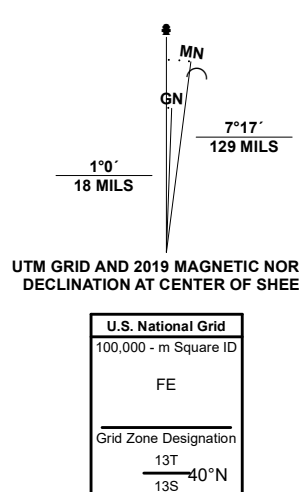 MN
GN
7°17´
129 MILS
1°0´
18 MILS
UTM GRID AND 2019 MAGNETIC NOR
DECLINATION AT CENTER OF SHEE
U.S. National Grid
100,000 - m Square ID
FE
Grid Zone Designation
13T
40°N
13S